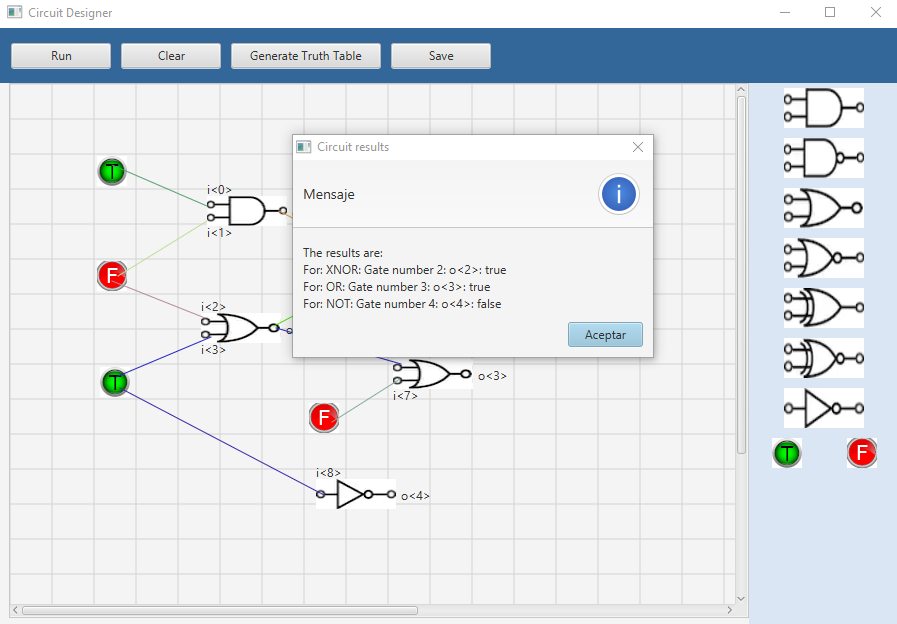 Circuit Designer
Run Clear Generate Truth Table Save
Circuit results
T
i<0>
Mensaje
i
i<1>
F
The results are:
For: XNOR: Gate number 2: o<2>: true
For: OR: Gate number 3: o<3>: true
For: NOT: Gate number 4: o<4>: false
i<2>
Aceptar
i<3>
T
o<3>
i<7>
F
T F
i<8>
o<4>